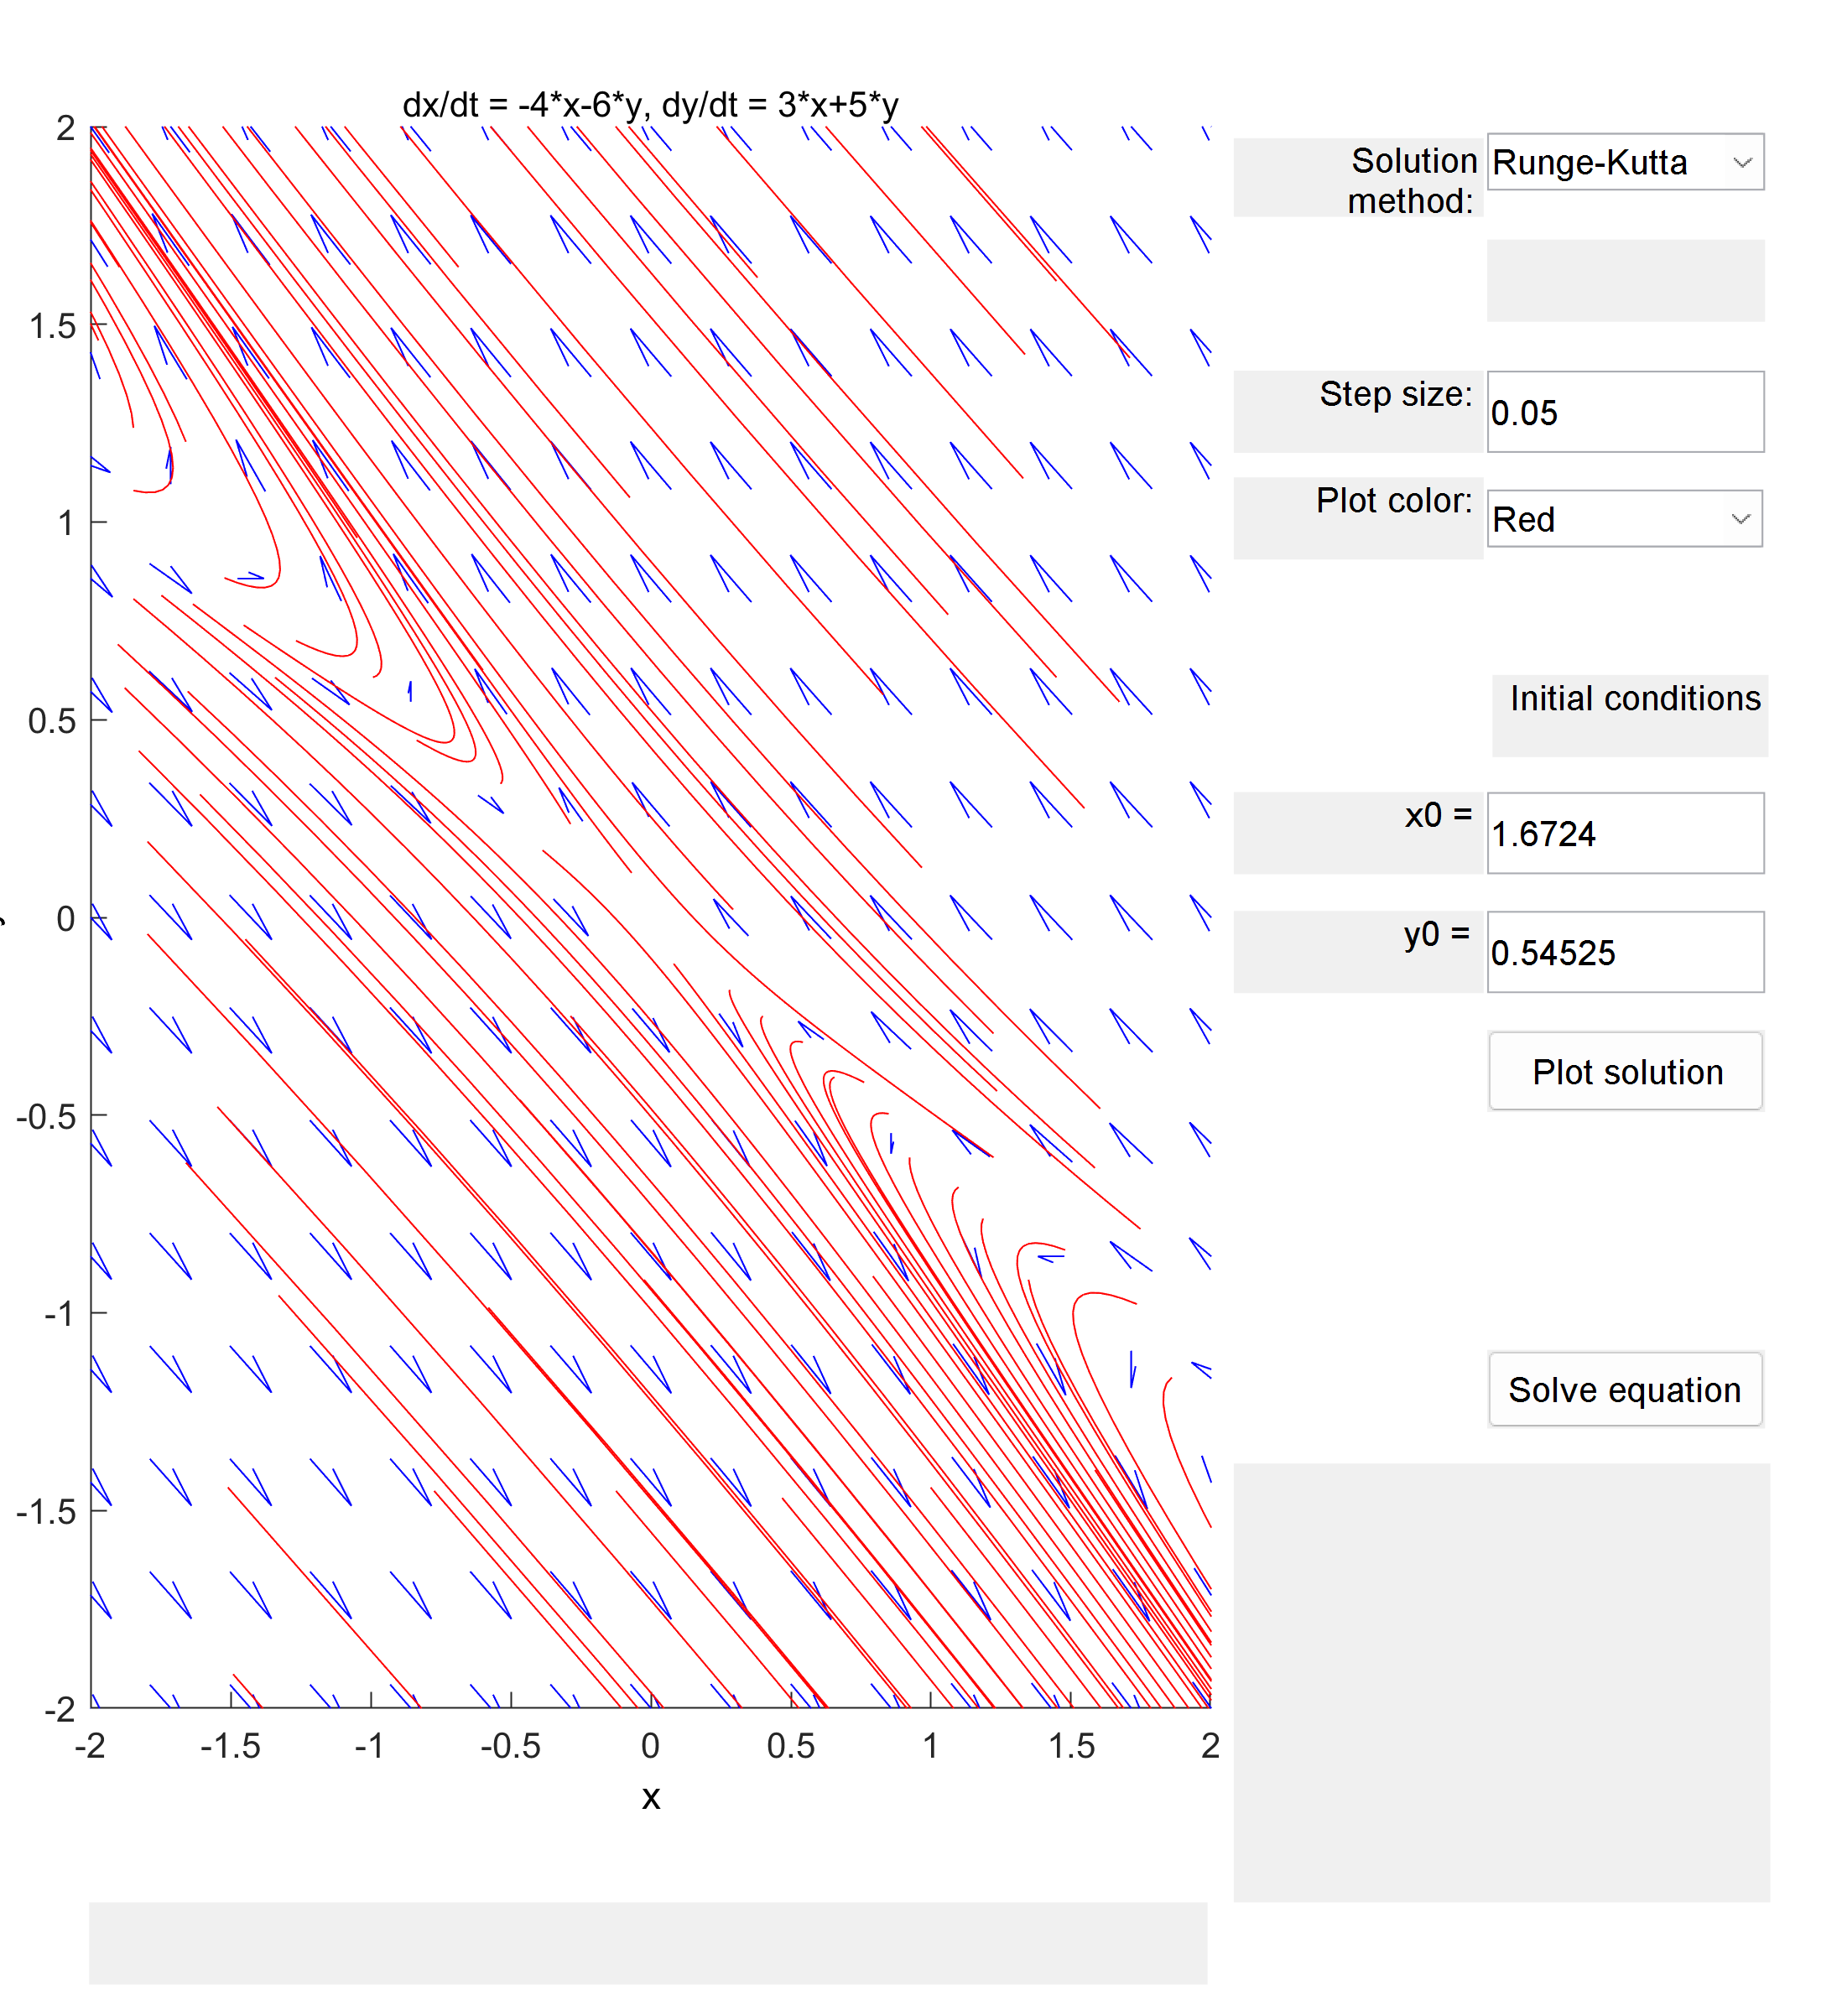 dx/dt = -4*x-6*y, dy/dt = 3*x+5*y
2
1.5
1
0.5
0
-0.5
-1
-1.5
-2
-2
-1.5
-1
-0.5
0
0.5
1
1.5
2
x
Solution
method:
Runge-Kutta
Step size:
0.05
Plot color:
Red
Initial conditions
x0 =
1.6724
y0 =
0.54525
Plot solution
Solve equation